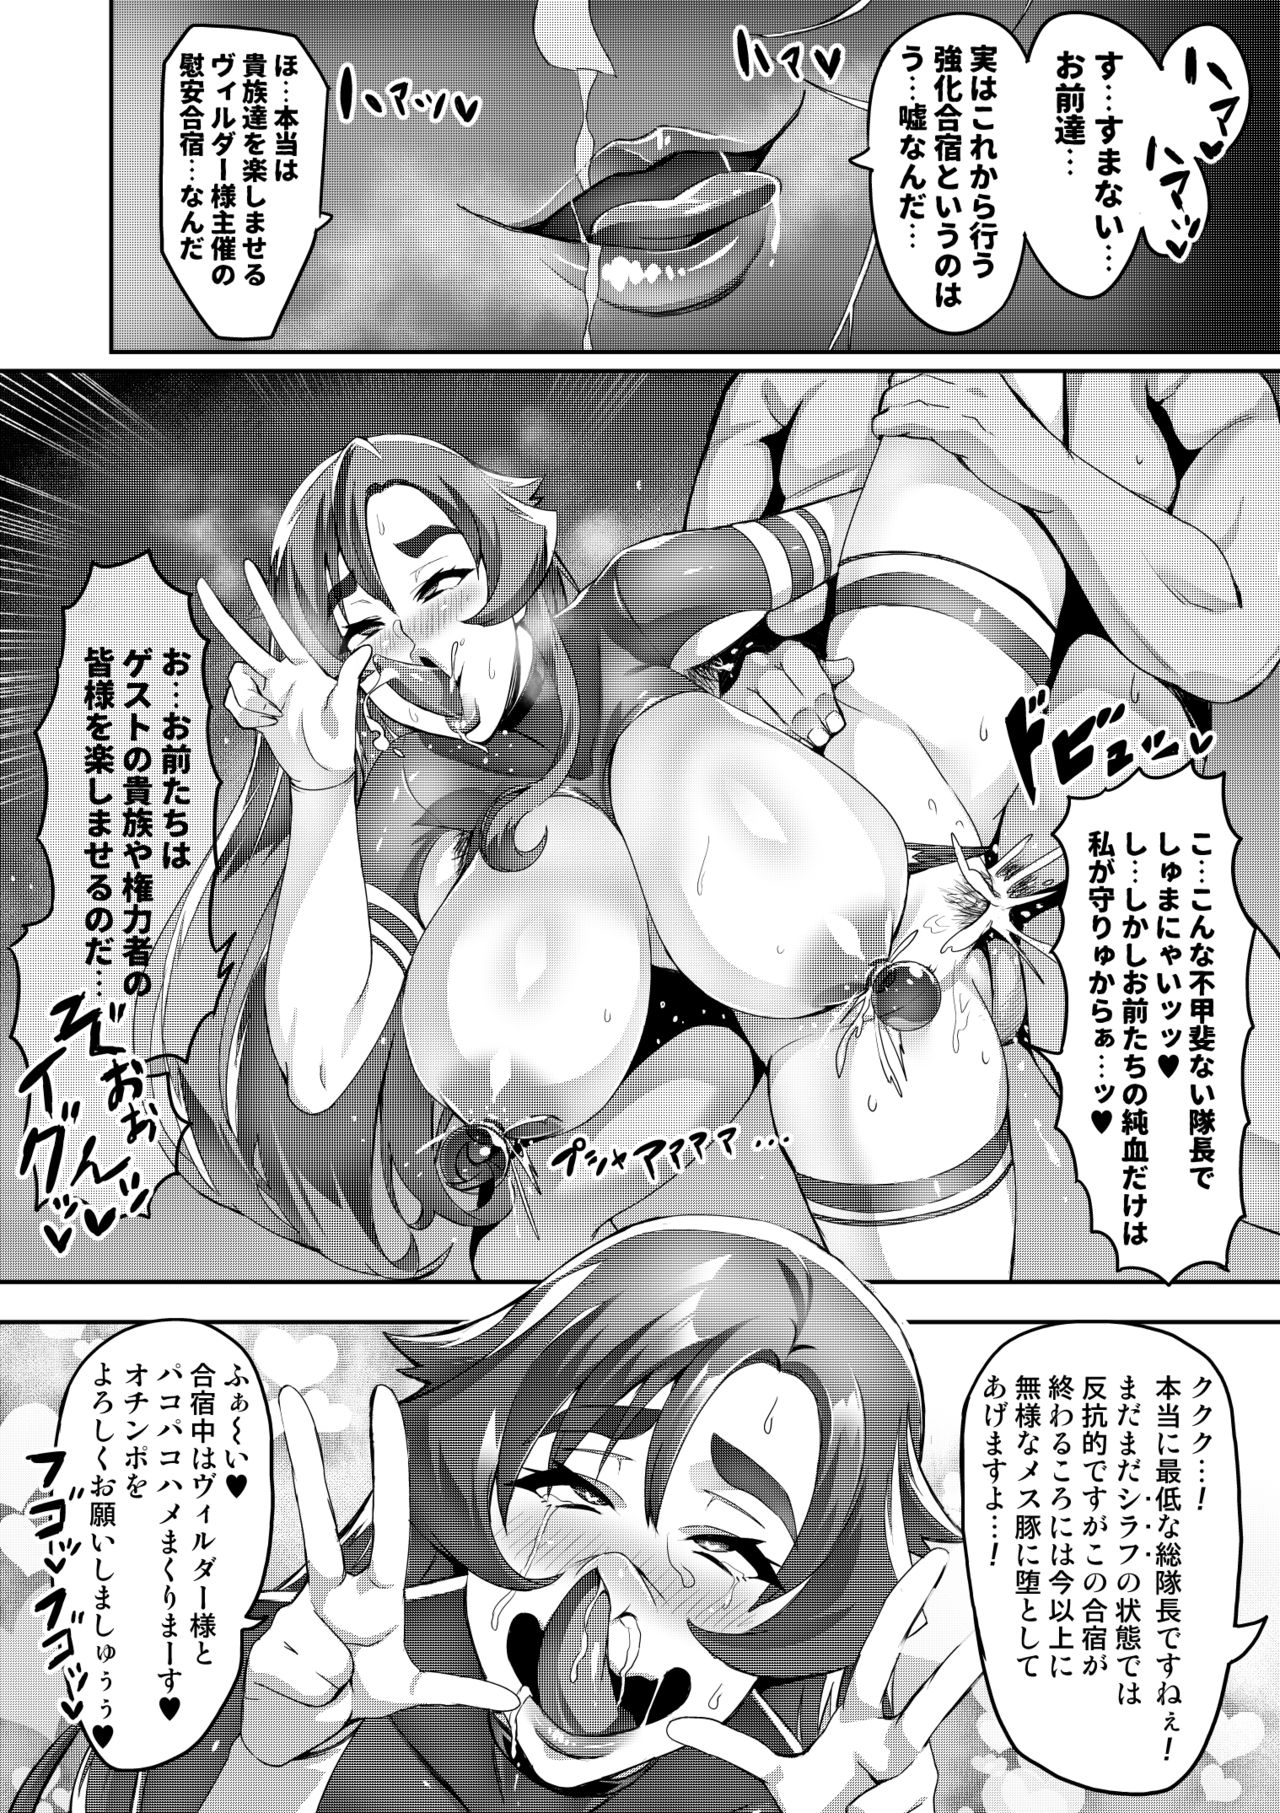 ハァッ♥
ハァッ♥
す…すまない…
お前達…
実はこれから行う
強化合宿というのは
う…嘘なんだ…
ハァ♥
ハァッ♥
ほ…本当は
貴族達を楽しませる
ヴィルダー様主催の
慰安合宿…なんだ
ドビュッ♥
こ…こんな不甲斐ない隊長で
しゅまにゃいッッ♥
し…しかしお前たちの純血だけは
私が守りゅからぁ…ッ♥
お…お前たちは
ゲストの貴族や権力者の
皆様を楽しませるのだ…
んぞぉおお
イグんッッ♥♥
プシャアアアア…
ククク…!
本当に最低な総隊長ですねぇ!
まだまだシラフの状態では
反抗的ですがこの合宿が
終わるころには今以上に
無様なメス豚に堕として
あげますよ…!
ふぁ～い♥
合宿中はヴィルダー様と
パコパコハメまくりまーす♥
オチンポを
よろしくお願いしましゅぅぅ♥
フゴッ♥
フゴッ♥